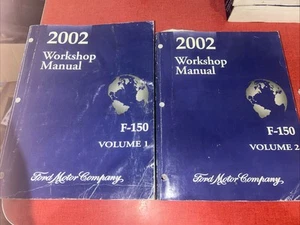 2002
Workshop
Manual
F-150
VOLUME 1
Ford Motor Company
2002
Workshop
Manual
F-150
VOLUME 2
Ford Motor Company